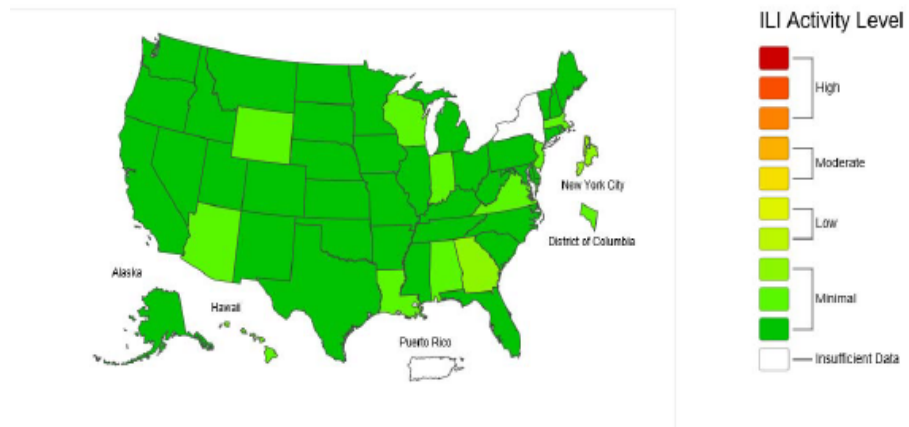 ILI Activity Level
High
Moderate
Low
Minimal
Insufficient Data
New York City
District of Columbia
Alaska
Hawaii
Puerto Rico